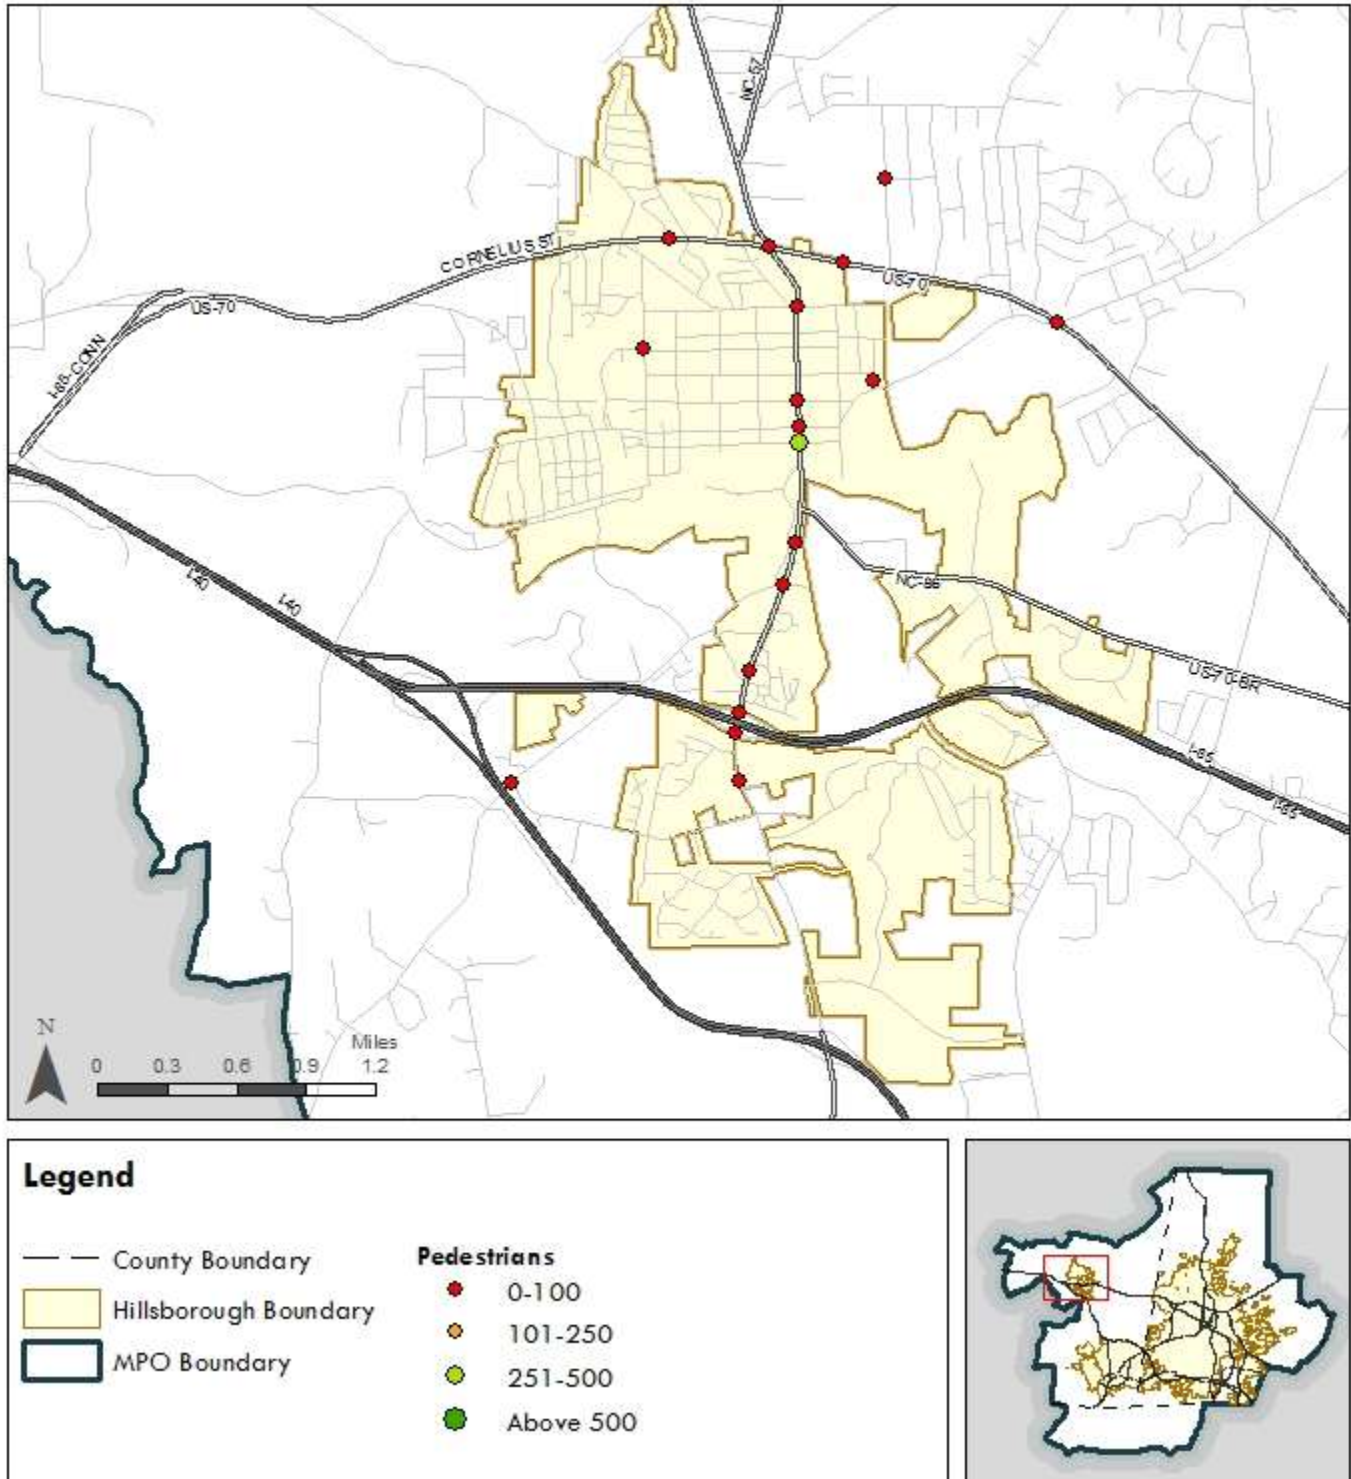 NC-57
CORNELIUS ST
US-70
US-70
I-85-CONN
I-40
I-40
NC-86
US-70-BR
I-85
I-85
N
Miles
0 0.3 0.6 0.9 1.2
Legend
County Boundary
Hillsborough Boundary
MPO Boundary
Pedestrians
0-100
101-250
251-500
Above 500